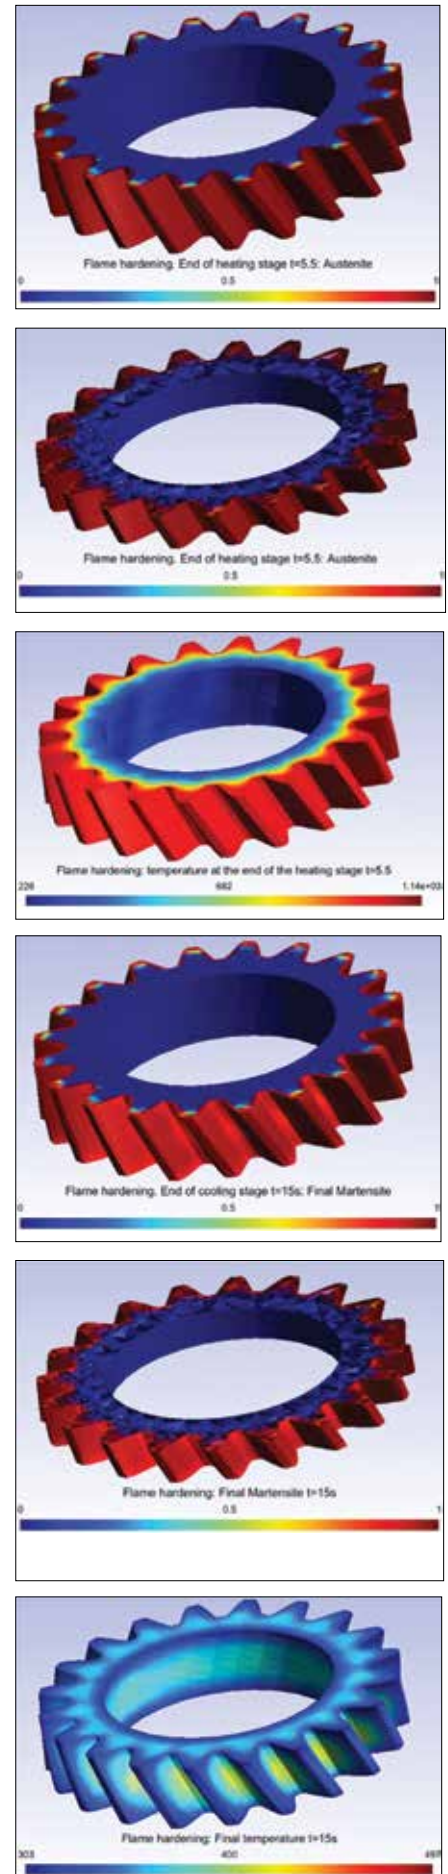 Flame hardening. End of heating stage t=5.5: Austenite
0 0.5
Flame hardening. End of heating stage t=5.5: Austenite
0 0.5
Flame hardening: temperature at the end of the heating stage t=5.5
226 682 1.14e+03
Flame hardening. End of cooling stage t=15s: Final Martensite
0 0.5
Flame hardening: Final Martensite t=15s
0 0.5 1
Flame hardening: Final temperature t=15s
303 400 497